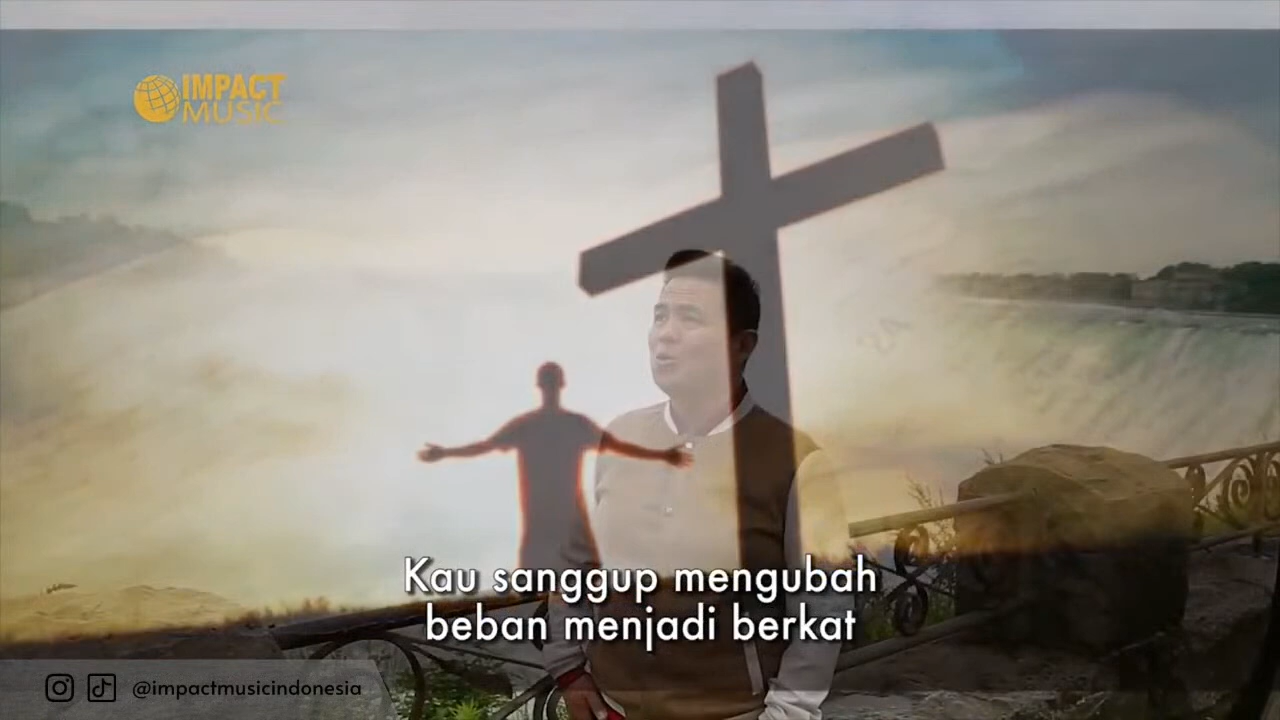 IMPACT
MUSIC
Kau sanggup mengubah
beban menjadi berkat
@impactmusicindonesia